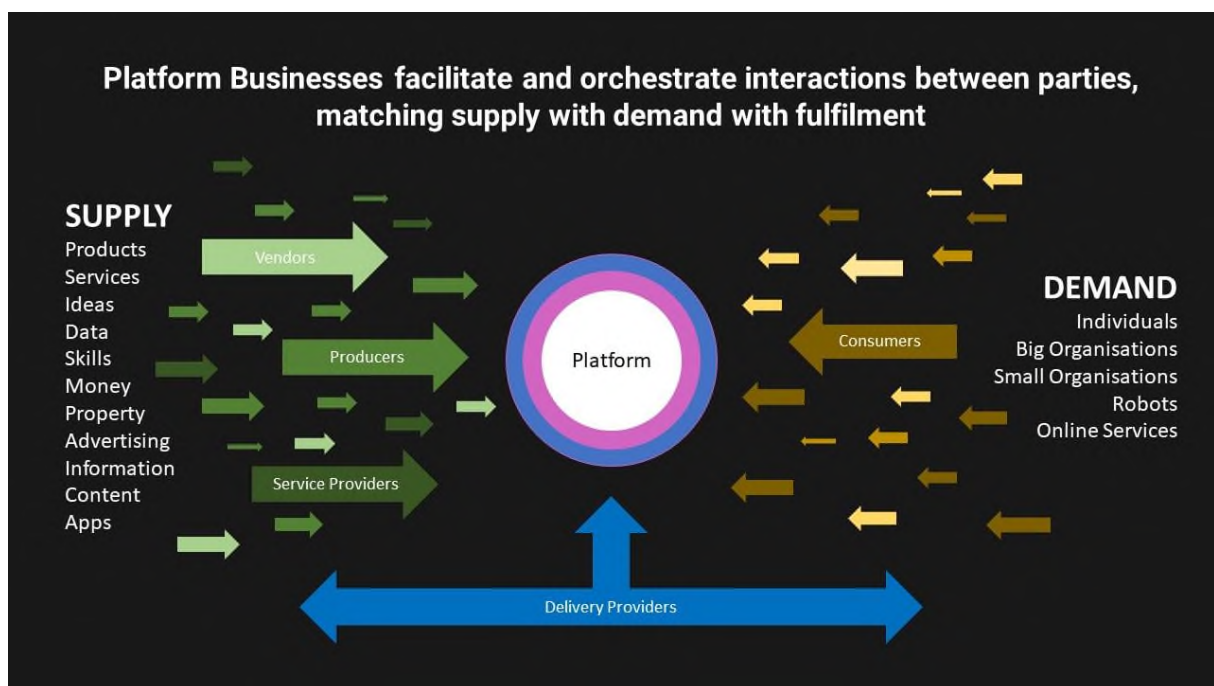 Platform Businesses facilitate and orchestrate interactions between parties,
matching supply with demand with fulfilment
SUPPLY
Products
Services
Ideas
Data
Skills
Money
Property
Advertising
Information
Content
Apps
Vendors
Producers
Service Providers
Platform
Consumers
DEMAND
Individuals
Big Organisations
Small Organisations
Robots
Online Services
Delivery Providers